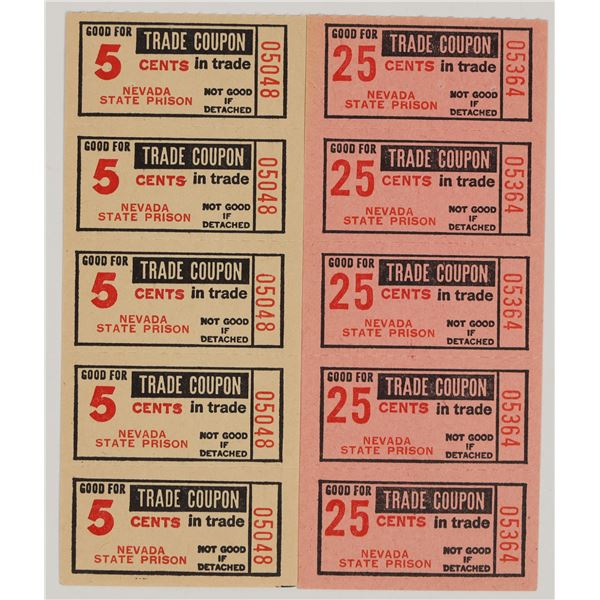 GOOD FOR TRADE COUPON
5 CENTS in trade
NEVADA
STATE PRISON
NOT GOOD
IF
DETACHED
05048
GOOD FOR TRADE COUPON
5 CENTS in trade
NEVADA
STATE PRISON
NOT GOOD
IF
DETACHED
05048
GOOD FOR TRADE COUPON
5 CENTS in trade
NEVADA
STATE PRISON
NOT GOOD
IF
DETACHED
05048
GOOD FOR TRADE COUPON
5 CENTS in trade
NEVADA
STATE PRISON
NOT GOOD
IF
DETACHED
05048
GOOD FOR TRADE COUPON
5 CENTS in trade
NEVADA
STATE PRISON
NOT GOOD
IF
DETACHED
05048
GOOD FOR TRADE COUPON
25 CENTS in trade
NEVADA
STATE PRISON
NOT GOOD
IF
DETACHED
05364
GOOD FOR TRADE COUPON
25 CENTS in trade
NEVADA
STATE PRISON
NOT GOOD
IF
DETACHED
05364
GOOD FOR TRADE COUPON
25 CENTS in trade
NEVADA
STATE PRISON
NOT GOOD
IF
DETACHED
05364
GOOD FOR TRADE COUPON
25 CENTS in trade
NEVADA
STATE PRISON
NOT GOOD
IF
DETACHED
05364
GOOD FOR TRADE COUPON
25 CENTS in trade
NEVADA
STATE PRISON
NOT GOOD
IF
DETACHED
05364